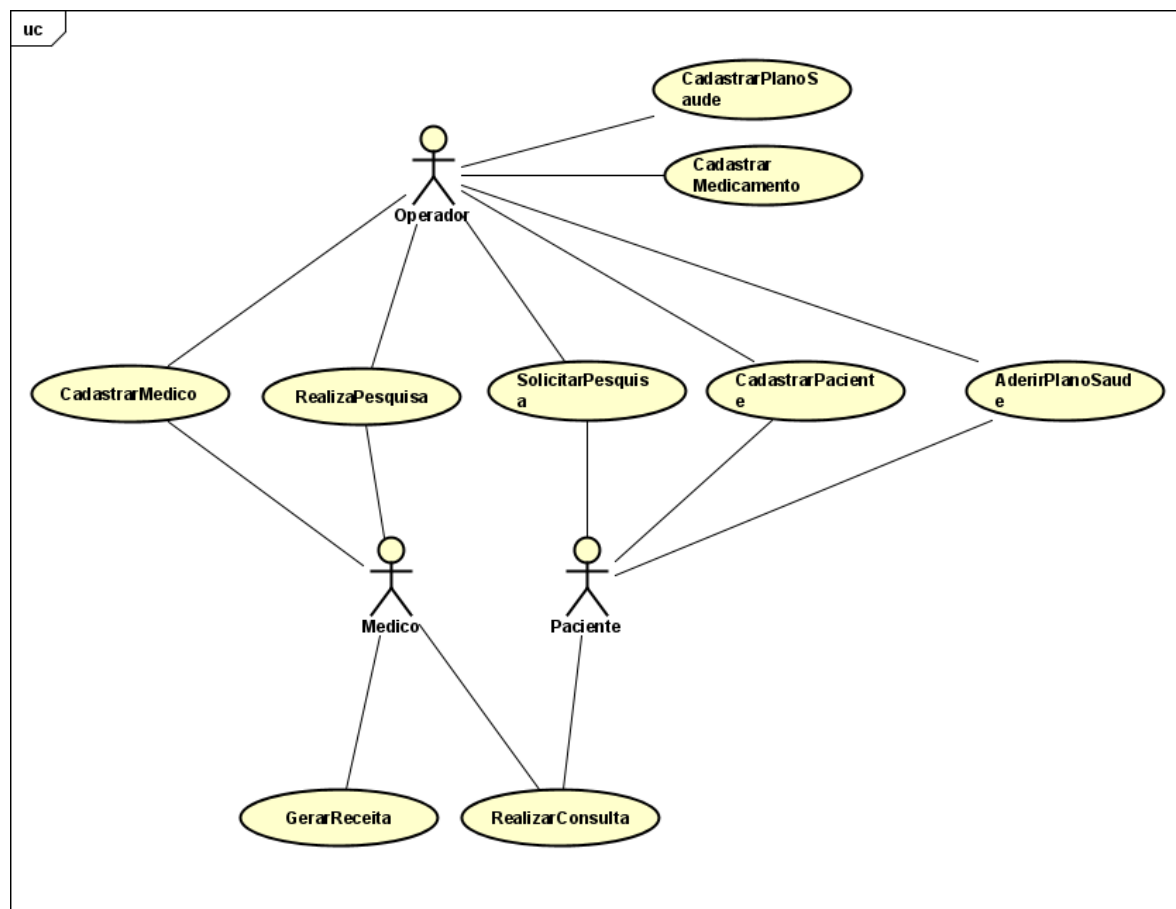 uc
CadastrarPlanoS
aude
Cadastrar
Medicamento
Operador
CadastrarMedico
RealizaPesquisa
SolicitarPesquis
a
CadastrarPacient
e
AderirPlanoSaud
e
Medico
Paciente
GerarReceita
RealizarConsulta